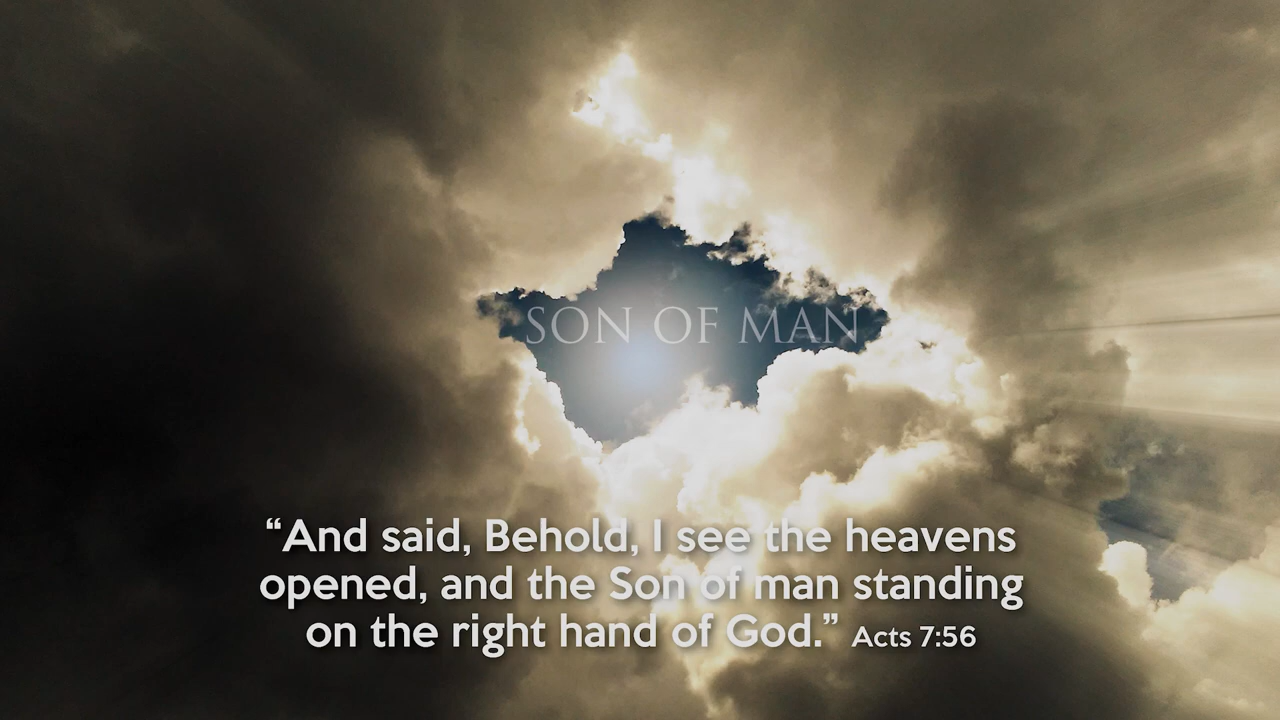 SON OF MAN
“And said, Behold, I see the heavens
opened, and the Son of man standing
on the right hand of God.” Acts 7:56